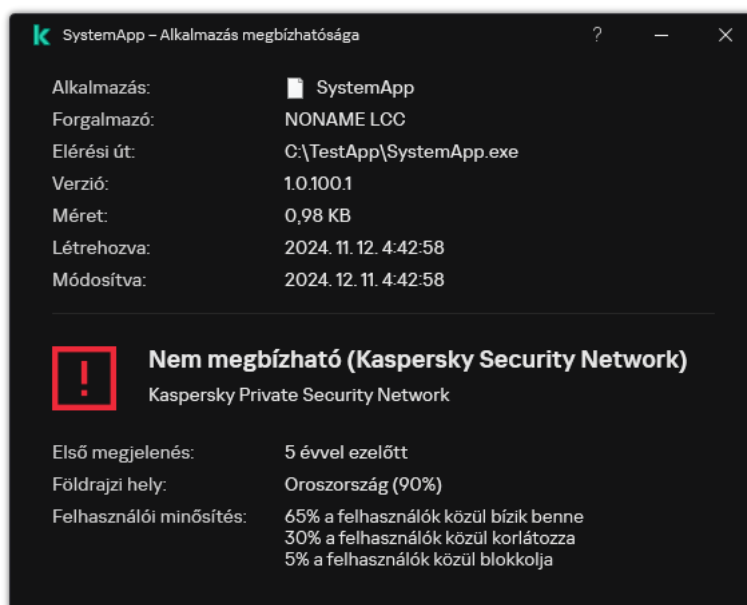 SystemApp – Alkalmazás megbízhatósága
Alkalmazás: SystemApp
Forgalmazó: NONAME LCC
Elérési út: C:\TestApp\SystemApp.exe
Verzió: 1.0.100.1
Méret: 0,98 KB
Létrehozva: 2024. 11. 12. 4:42:58
Módosítva: 2024. 12. 11. 4:42:58
Nem megbízható (Kaspersky Security Network)
Kaspersky Private Security Network
Első megjelenés: 5 évvel ezelőtt
Földrajzi hely: Oroszország (90%)
Felhasználói minősítés: 65% a felhasználók közül bízik benne
30% a felhasználók közül korlátozza
5% a felhasználók közül blokkolja